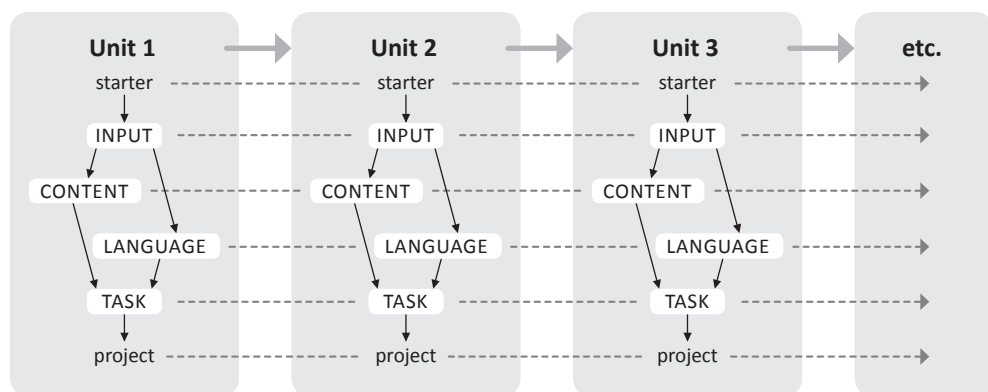 Unit 1 Unit 2 Unit 3 etc.
starter starter starter
INPUT INPUT INPUT
CONTENT CONTENT CONTENT
LANGUAGE LANGUAGE LANGUAGE
TASK TASK TASK
project project project